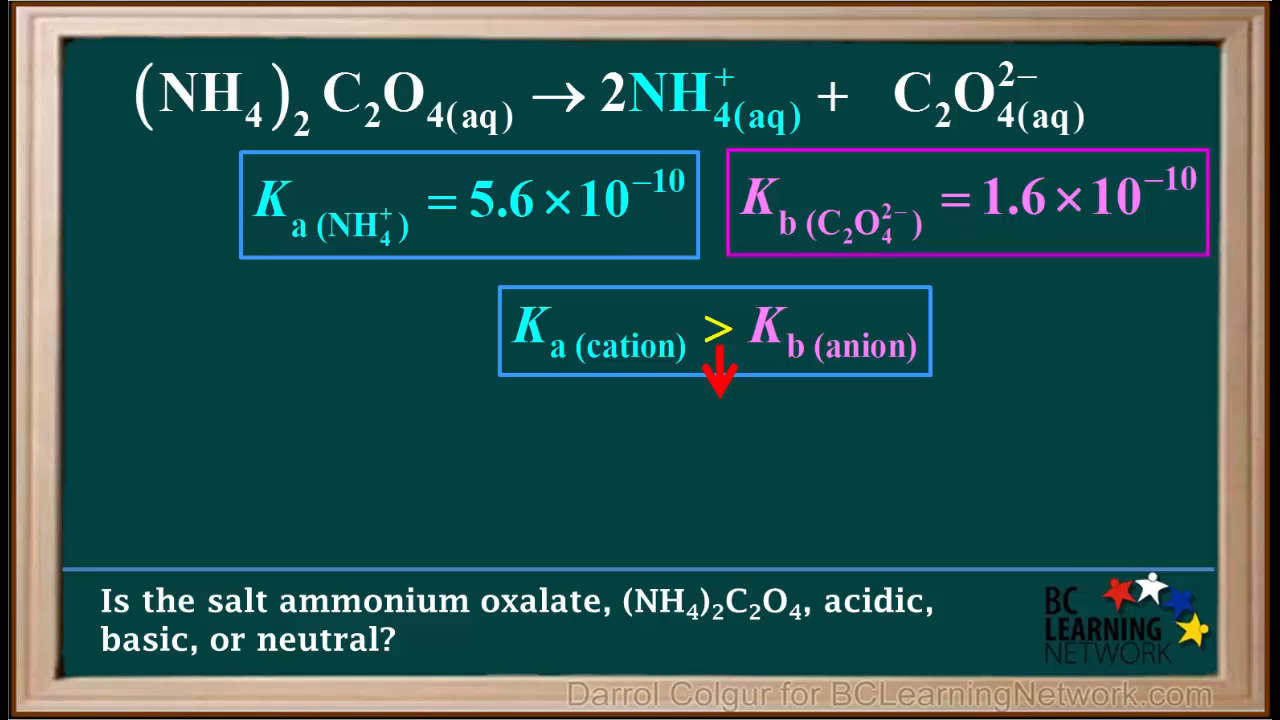 (NH₄)₂C₂O₄(aq) → 2NH₄⁺(aq) + C₂O₄²⁻(aq)
Kₐ (NH₄⁺) = 5.6 × 10⁻¹⁰ K_b (C₂O₄²⁻) = 1.6 × 10⁻¹⁰
Kₐ (cation) > K_b (anion)
Is the salt ammonium oxalate, (NH₄)₂C₂O₄, acidic,
basic, or neutral?
BC
LEARNING
NETWORK
Darrol Colgur for BCLearningNetwork.com